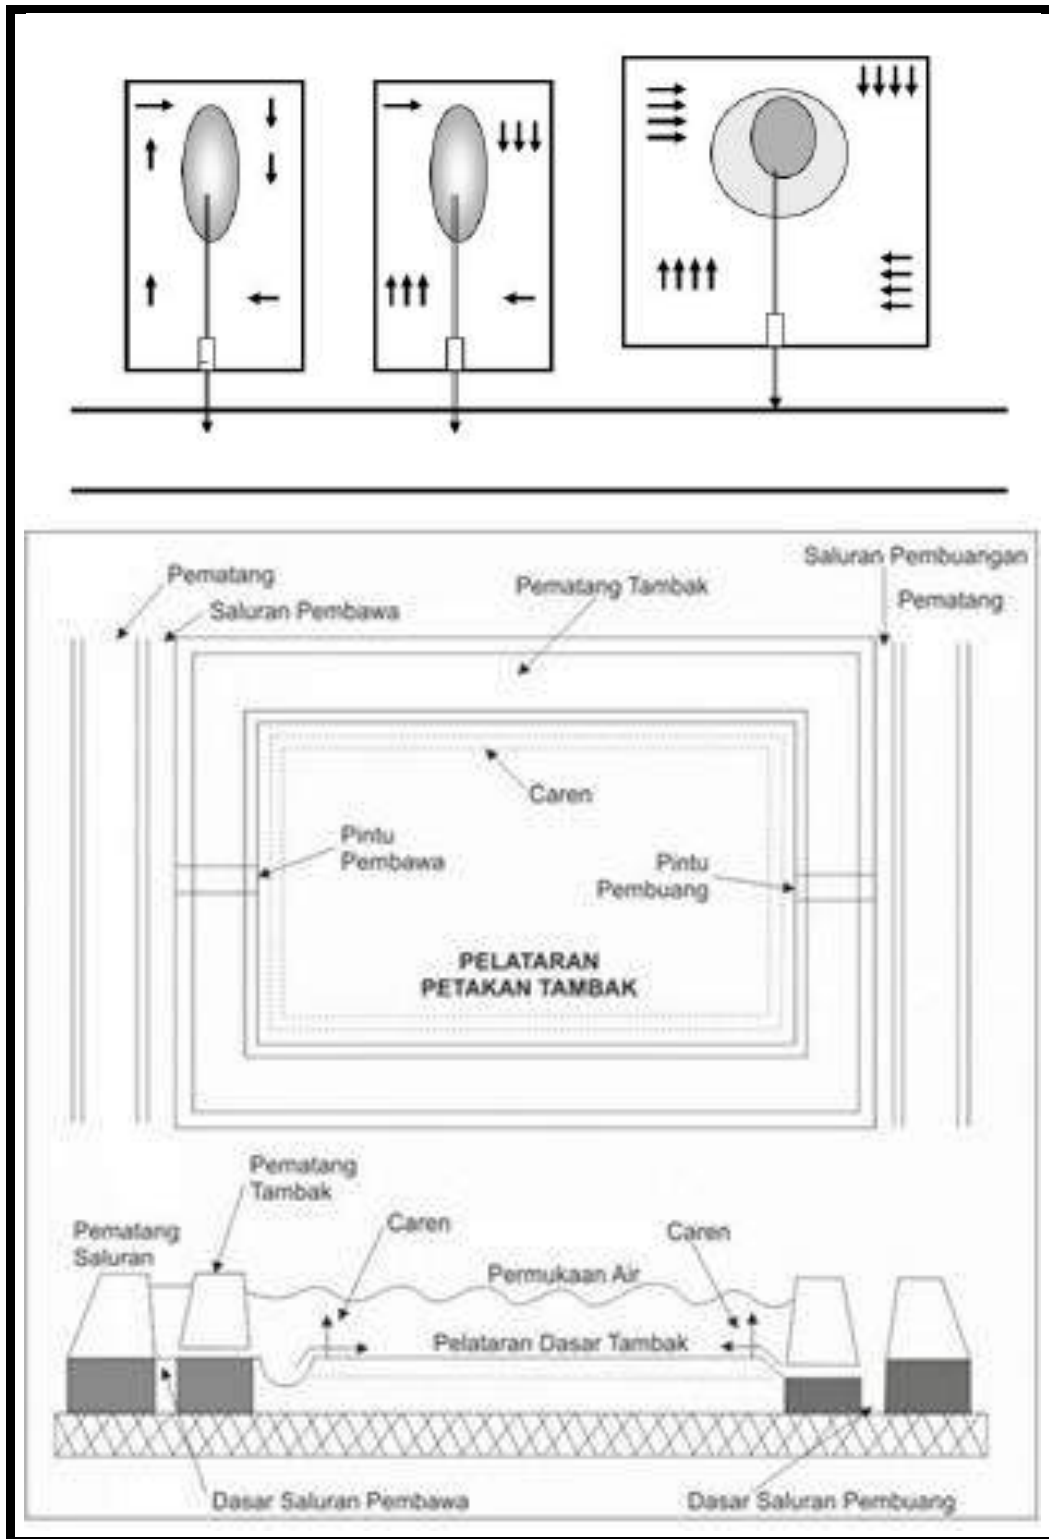 Pematang
Saluran Pembawa
Pematang Tambak
Saluran Pembuangan
Pematang
Caren
Pintu
Pembawa
Pintu
Pembuang
PELATARAN
PETAKAN TAMBAK
Pematang
Tambak
Pematang
Saluran
Caren
Caren
Permukaan Air
Pelataran Dasar Tambak
Dasar Saluran Pembawa
Dasar Saluran Pembuang